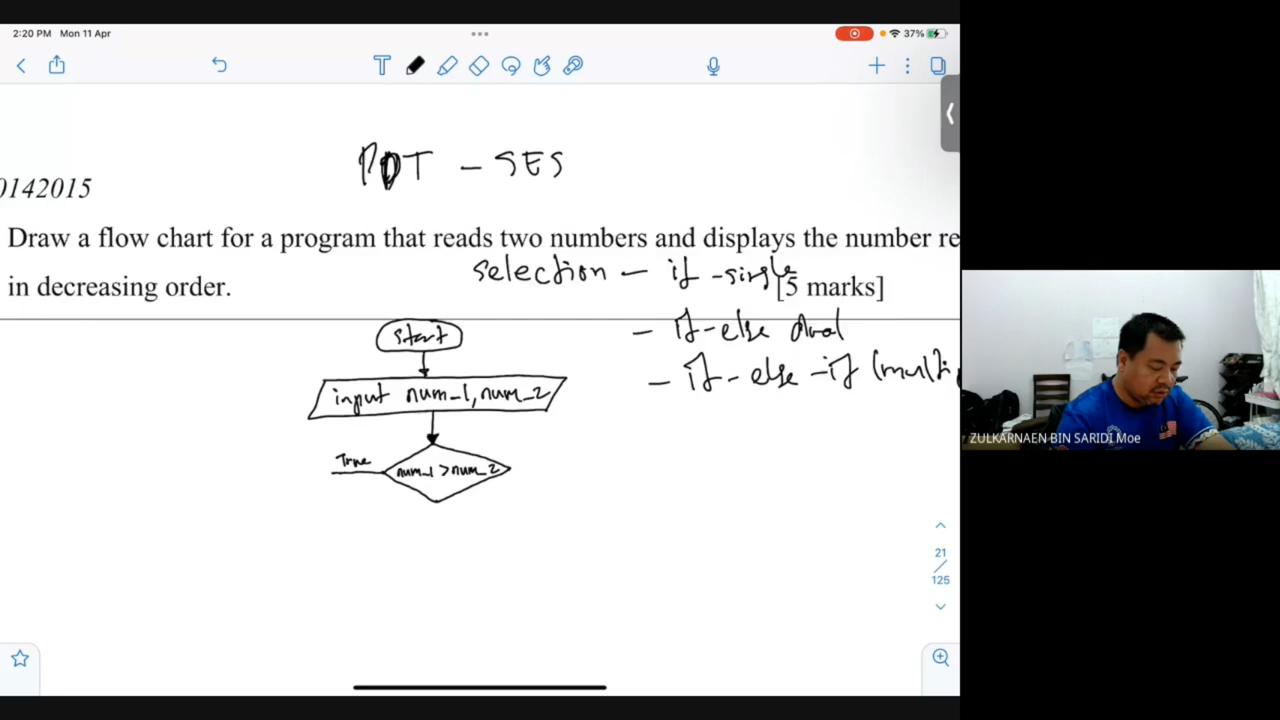 2:20 PM Mon 11 Apr
37%
PDT - SES
0142015
Draw a flow chart for a program that reads two numbers and displays the number re
in decreasing order.
[5 marks]
selection - if - single
- if-else dual
- if-else-if (multi
start
input num_1, num_2
True
num_1 > num_2
21
/
125
ZULKARNAEN BIN SARIDI Moe